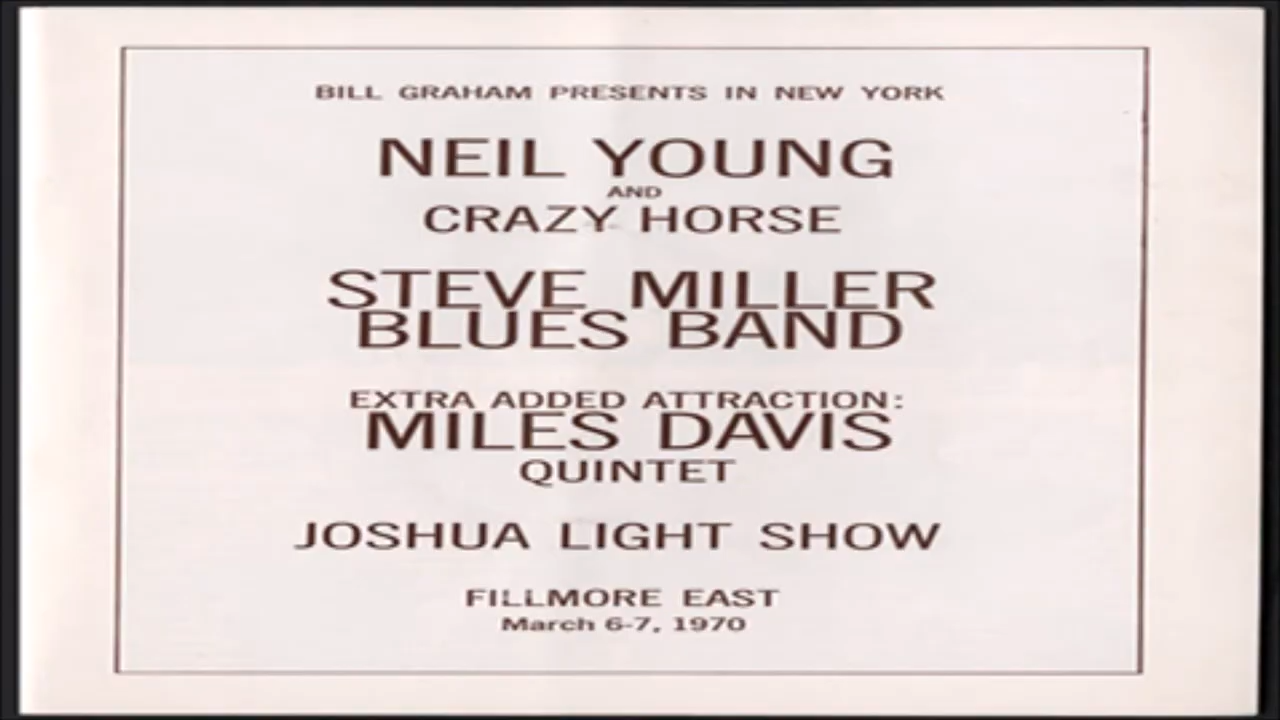 BILL GRAHAM PRESENTS IN NEW YORK
NEIL YOUNG
AND
CRAZY HORSE
STEVE MILLER
BLUES BAND
EXTRA ADDED ATTRACTION:
MILES DAVIS
QUINTET
JOSHUA LIGHT SHOW
FILLMORE EAST
March 6-7, 1970